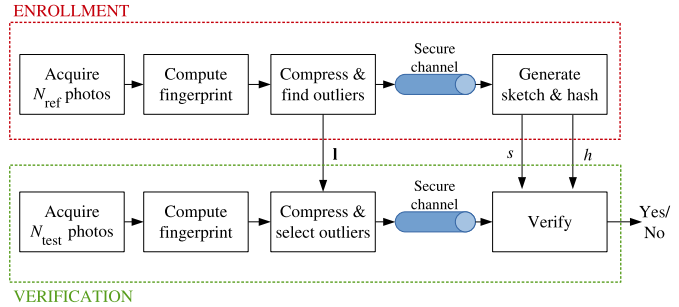 ENROLLMENT
Acquire
N_ref photos
Compute
fingerprint
Compress &
find outliers
Secure
channel
Generate
sketch & hash
l
s
h
Acquire
N_test photos
Compute
fingerprint
Compress &
select outliers
Secure
channel
Verify
Yes/
No
VERIFICATION